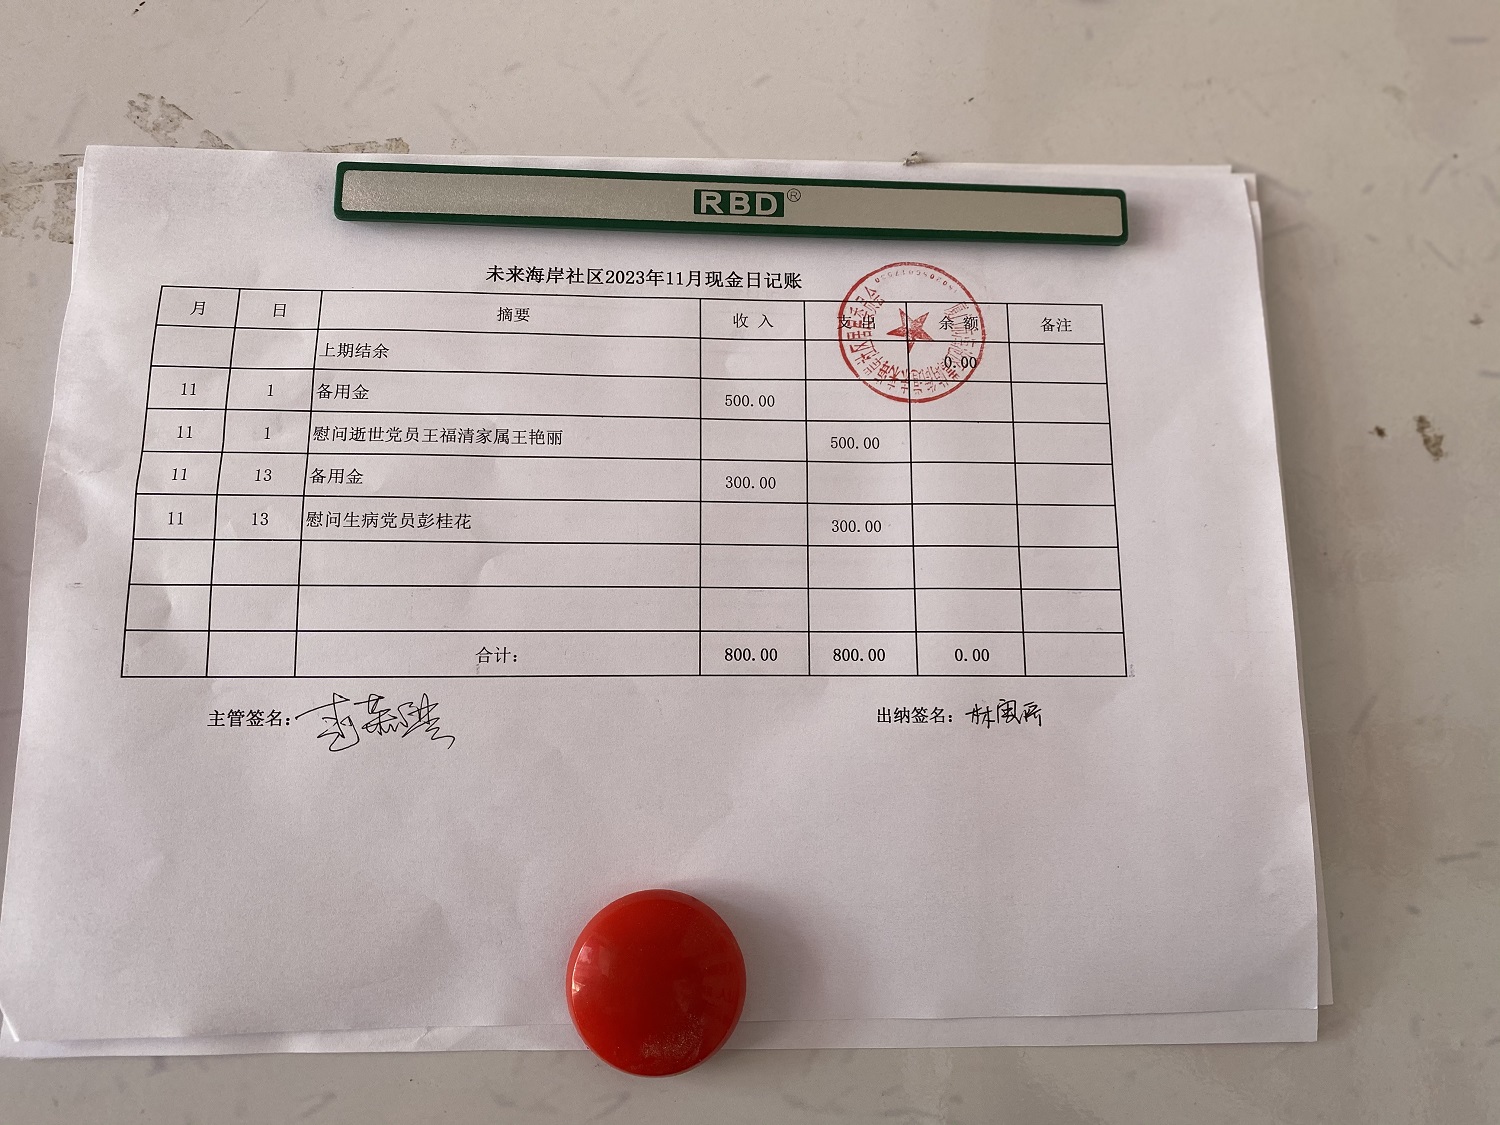 RBD®
未来海岸社区2023年11月现金日记账
月 日 摘要 收入 支出 余额 备注
上期结余 0.00
11 1 备用金 500.00
11 1 慰问逝世党员王福清家属王艳丽 500.00
11 13 备用金 300.00
11 13 慰问生病党员彭桂花 300.00
合计： 800.00 800.00 0.00
主管签名： 出纳签名：